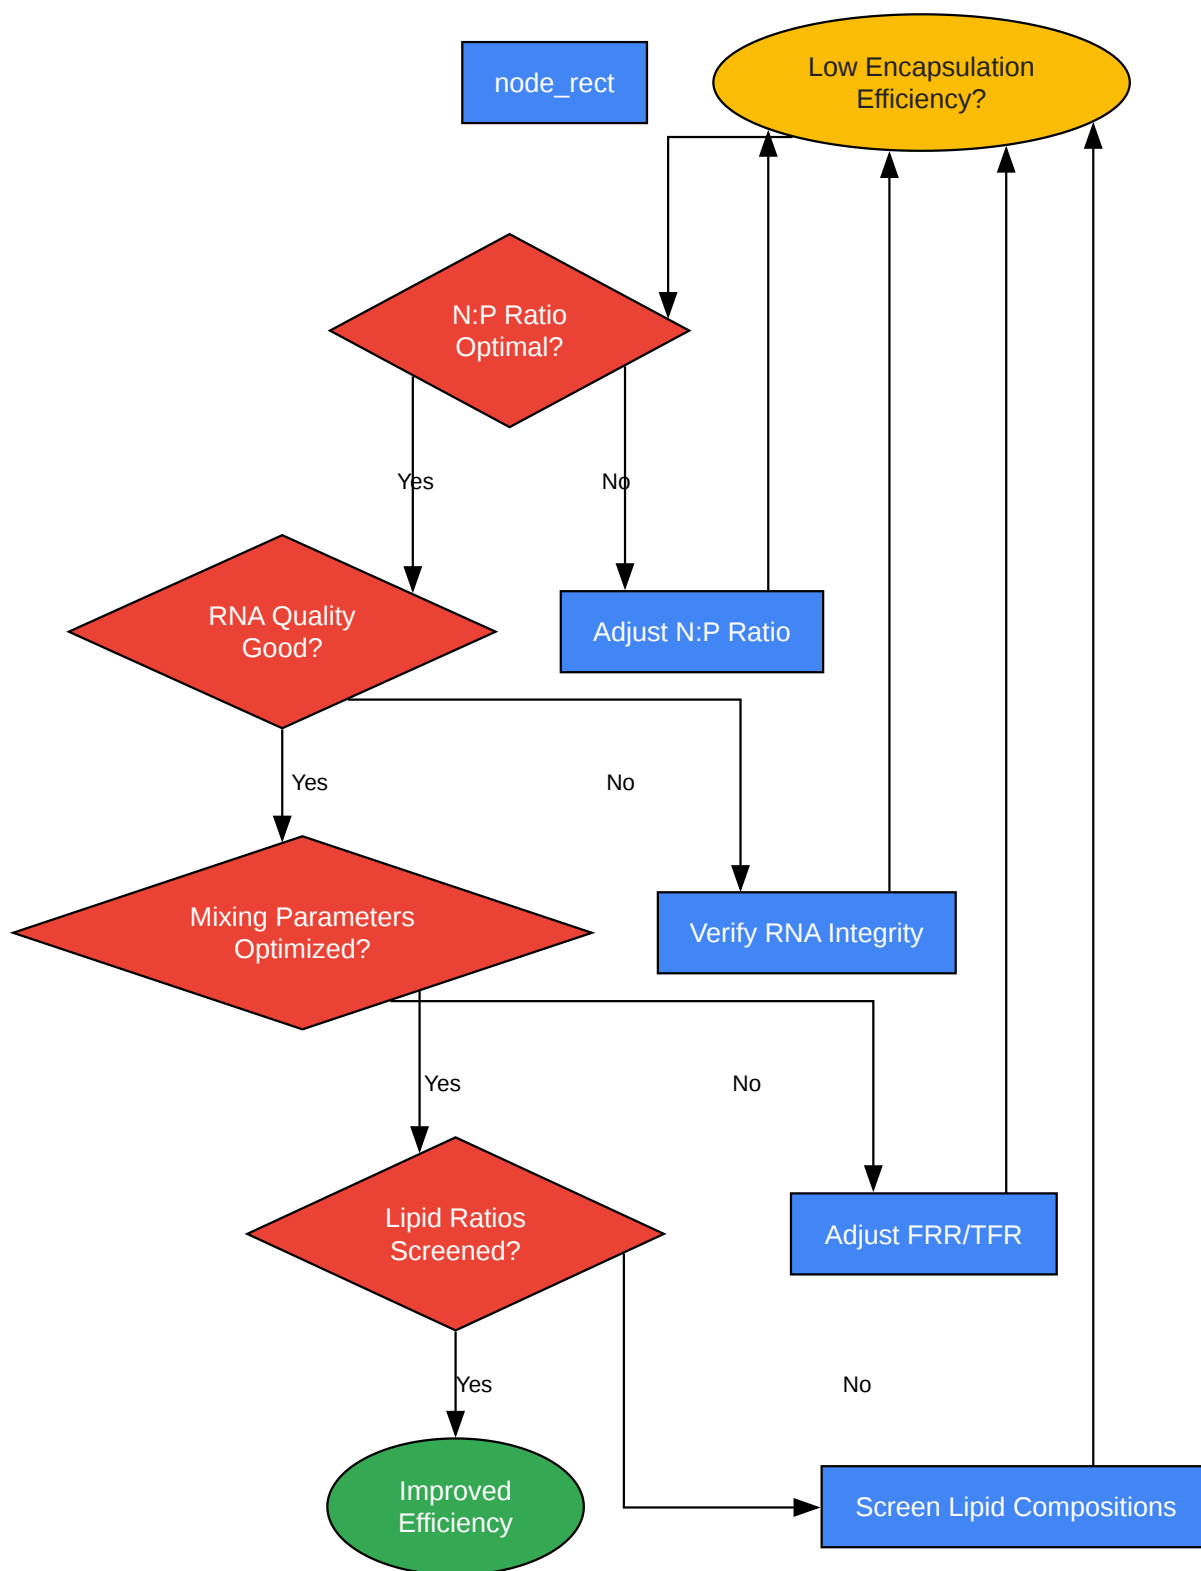 node_rect
Low Encapsulation
Efficiency?
N:P Ratio
Optimal?
Yes
No
RNA Quality
Good?
Adjust N:P Ratio
Yes
No
Mixing Parameters
Optimized?
Verify RNA Integrity
Yes
No
Lipid Ratios
Screened?
Adjust FRR/TFR
Yes
No
Improved
Efficiency
Screen Lipid Compositions